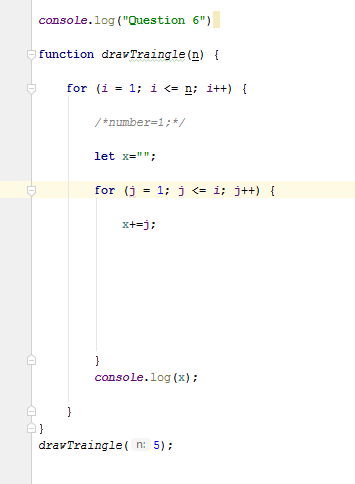 console.log("Question 6")
function drawTraingle(n) {
for (i = 1; i <= n; i++) {
/*number=1;*/
let x="";
for (j = 1; j <= i; j++) {
x+=j;
}
console.log(x);
}
}
drawTraingle( n: 5);